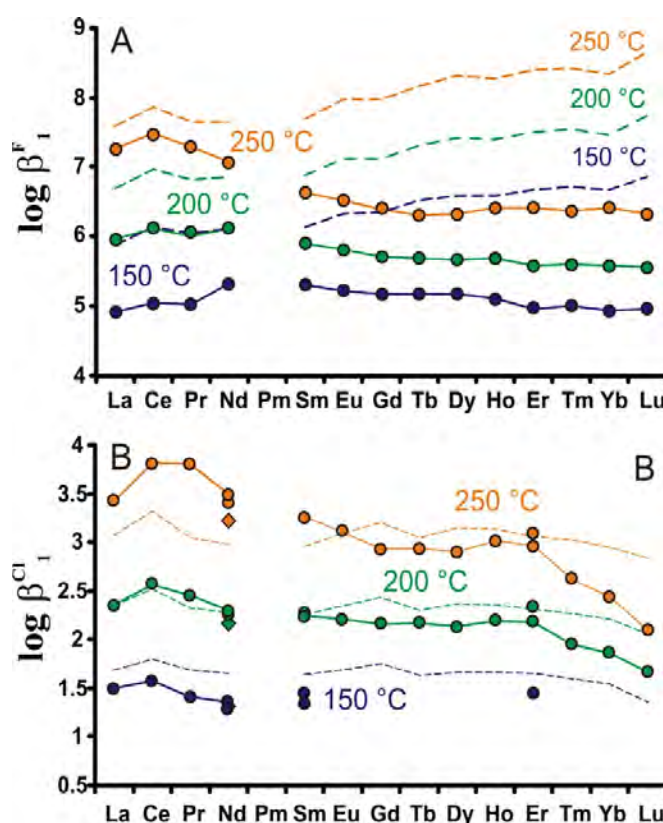 A
9
8
7
6
5
4
log β^F_1
250 °C
200 °C
150 °C
250 °C
200 °C
150 °C
La Ce Pr Nd Pm Sm Eu Gd Tb Dy Ho Er Tm Yb Lu
B B
4
3.5
3
2.5
2
1.5
1
0.5
log β^Cl_1
250 °C
200 °C
150 °C
La Ce Pr Nd Pm Sm Eu Gd Tb Dy Ho Er Tm Yb Lu